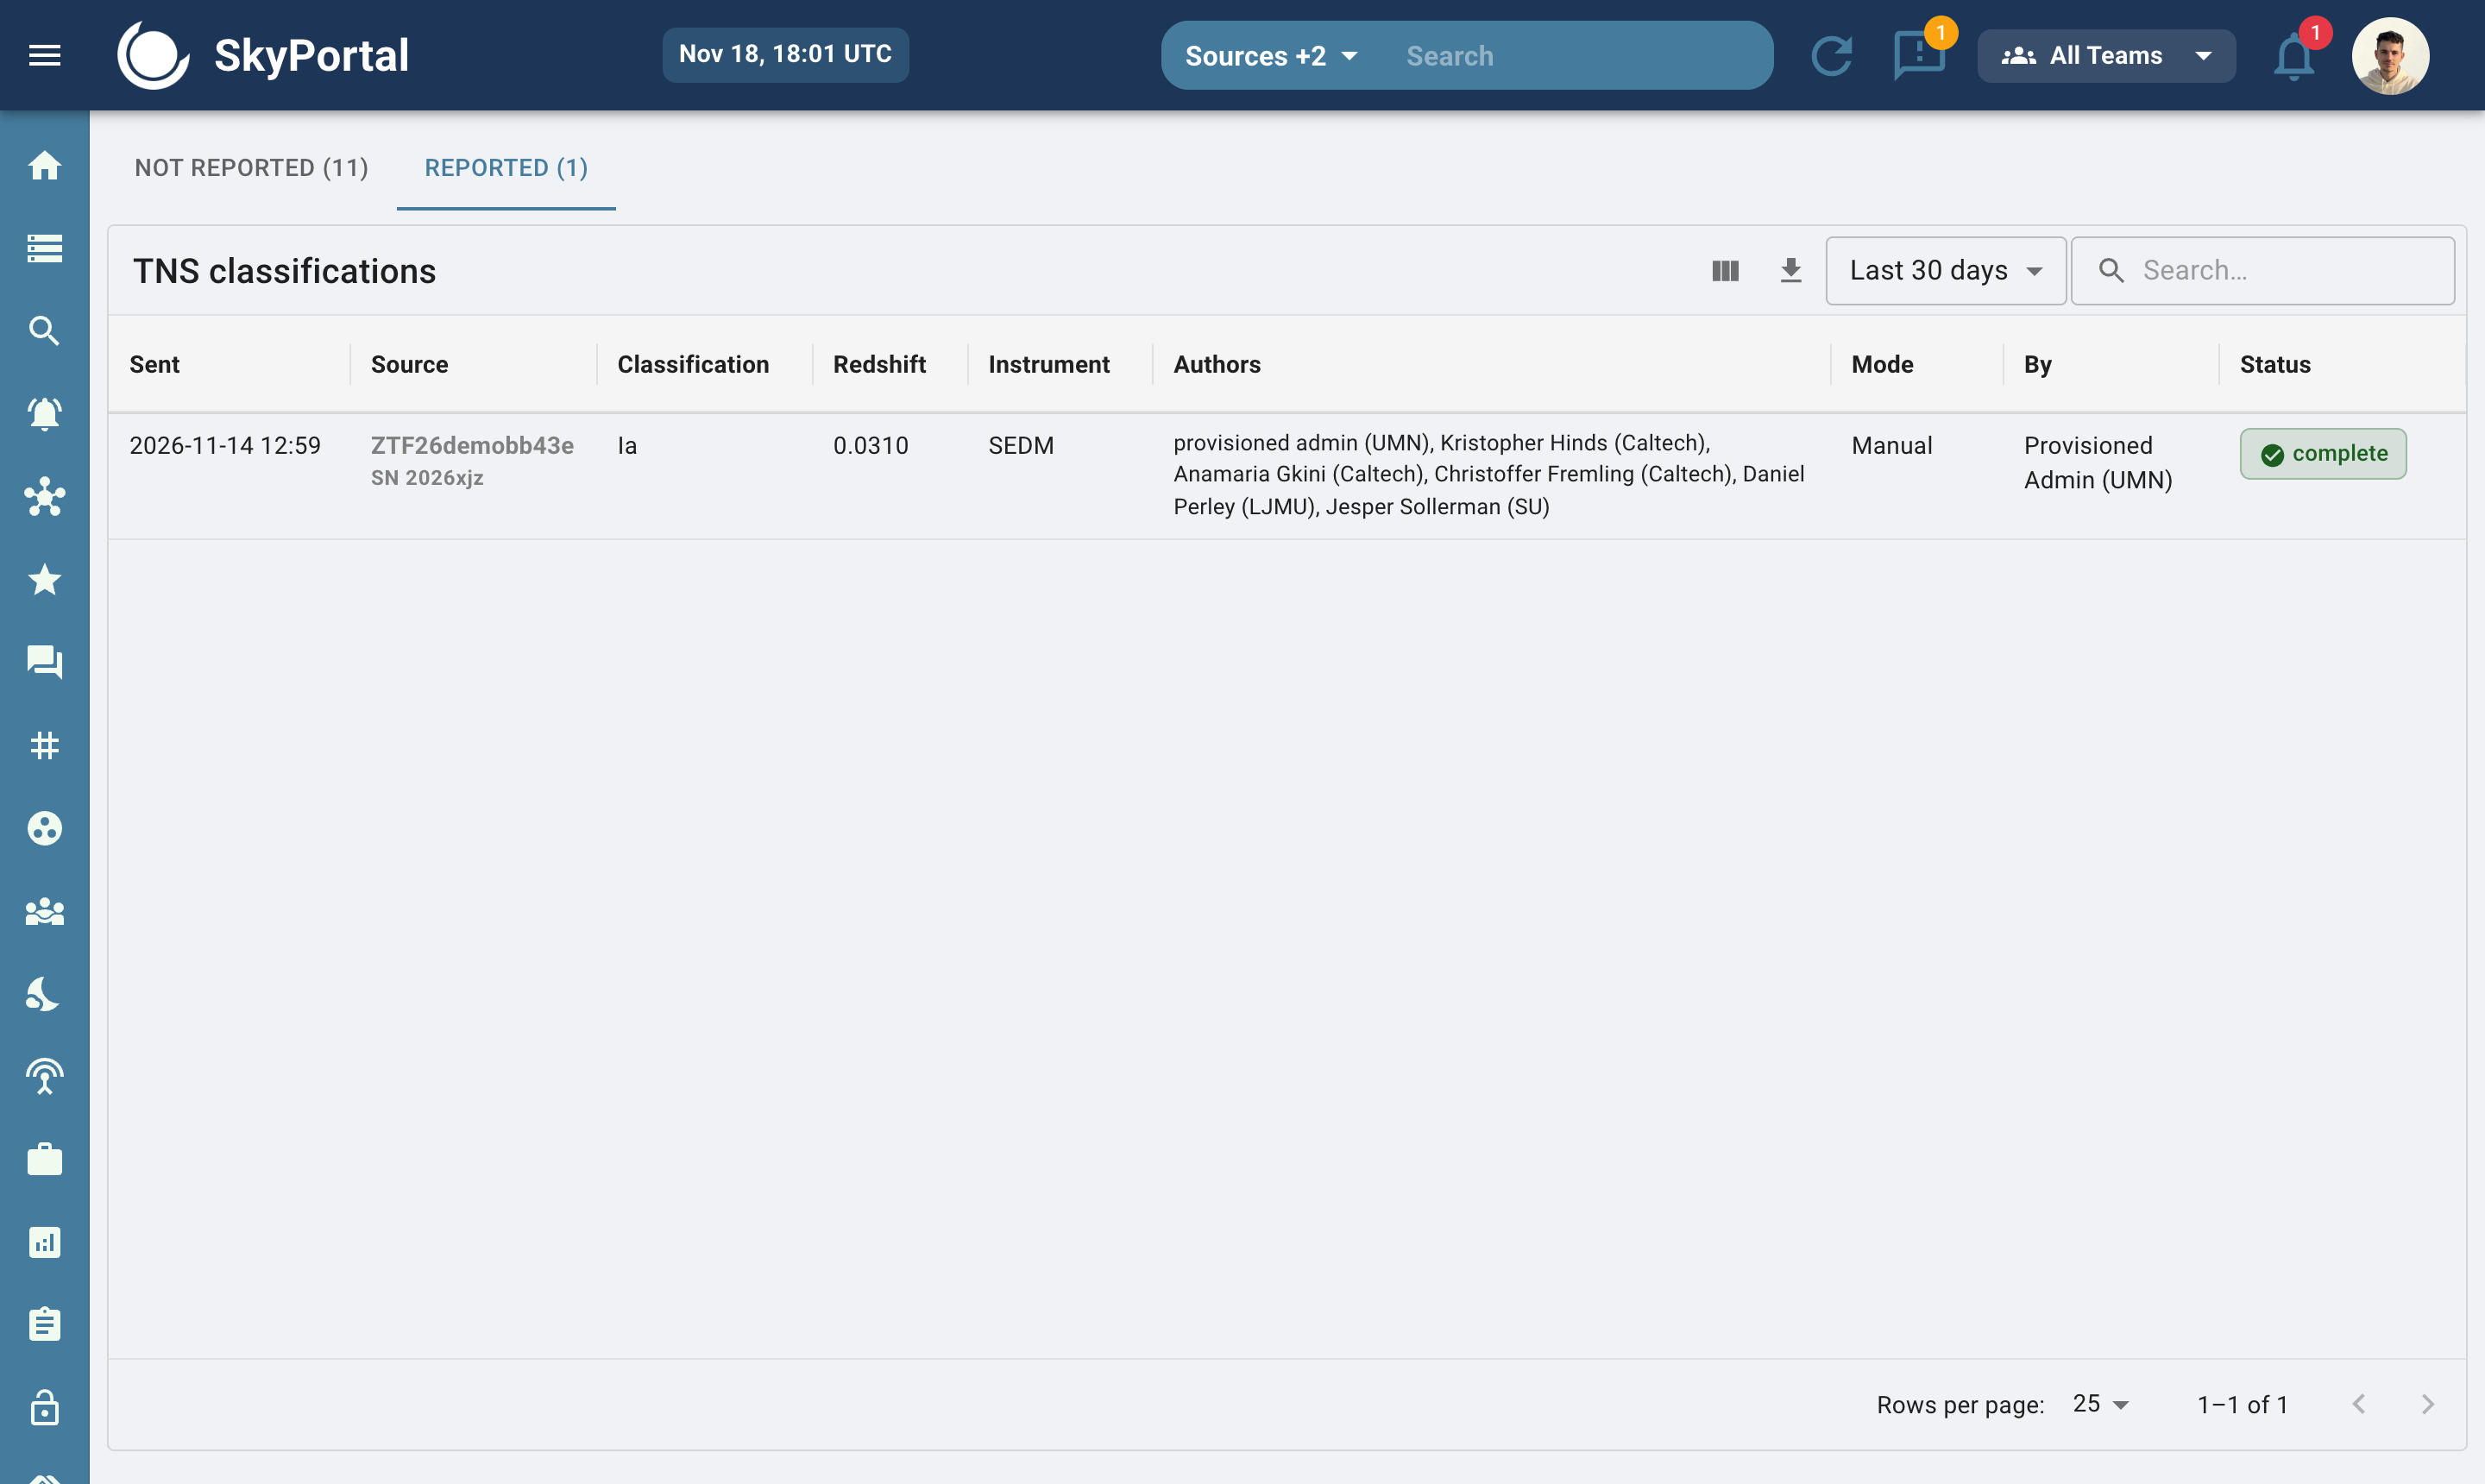 SkyPortal
Nov 18, 18:01 UTC
Sources +2
Search
1
All Teams
1
NOT REPORTED (11)
REPORTED (1)
TNS classifications
Last 30 days
Search…
Sent
Source
Classification
Redshift
Instrument
Authors
Mode
By
Status
2026-11-14 12:59
ZTF26demobb43e
SN 2026xjz
Ia
0.0310
SEDM
provisioned admin (UMN), Kristopher Hinds (Caltech),
Anamaria Gkini (Caltech), Christoffer Fremling (Caltech), Daniel
Perley (LJMU), Jesper Sollerman (SU)
Manual
Provisioned
Admin (UMN)
complete
Rows per page:
25
1–1 of 1